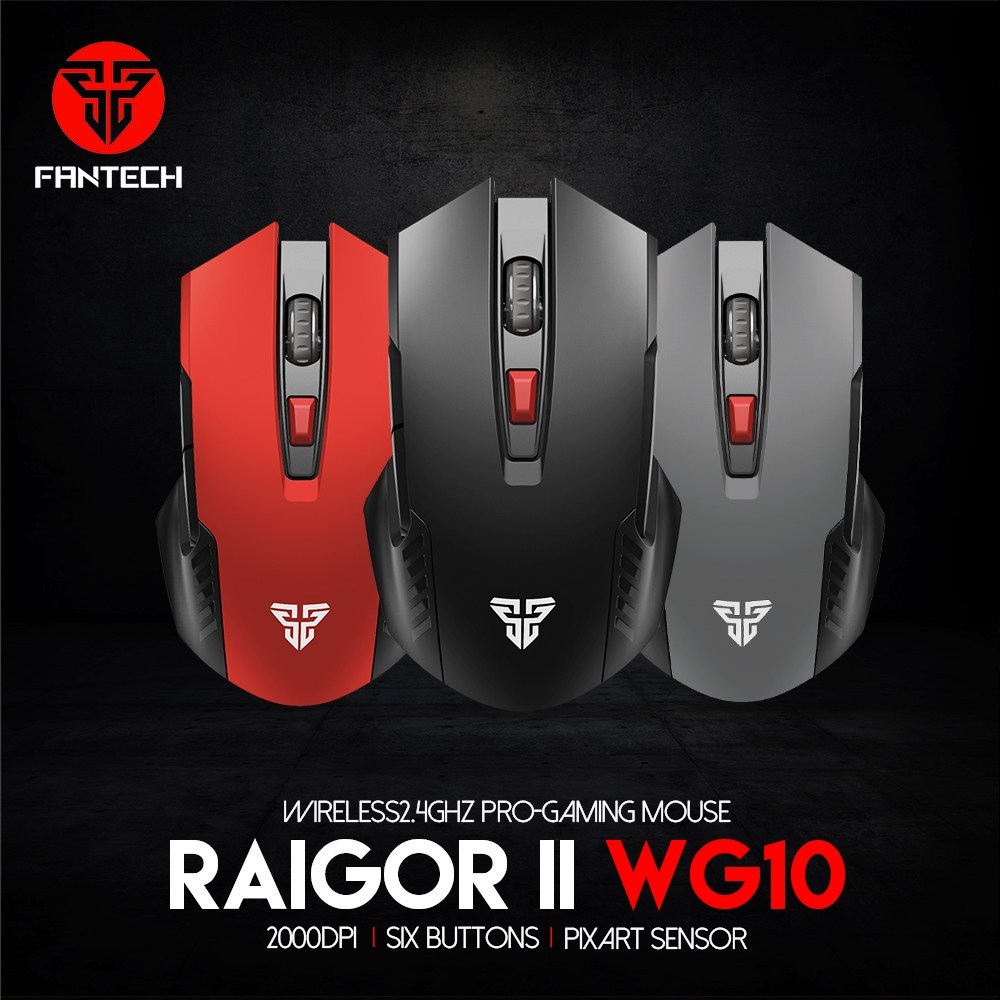 FANTECH
WIRELESS2.4GHZ PRO-GAMING MOUSE
RAIGOR II WG10
2000DPI | SIX BUTTONS | PIXART SENSOR